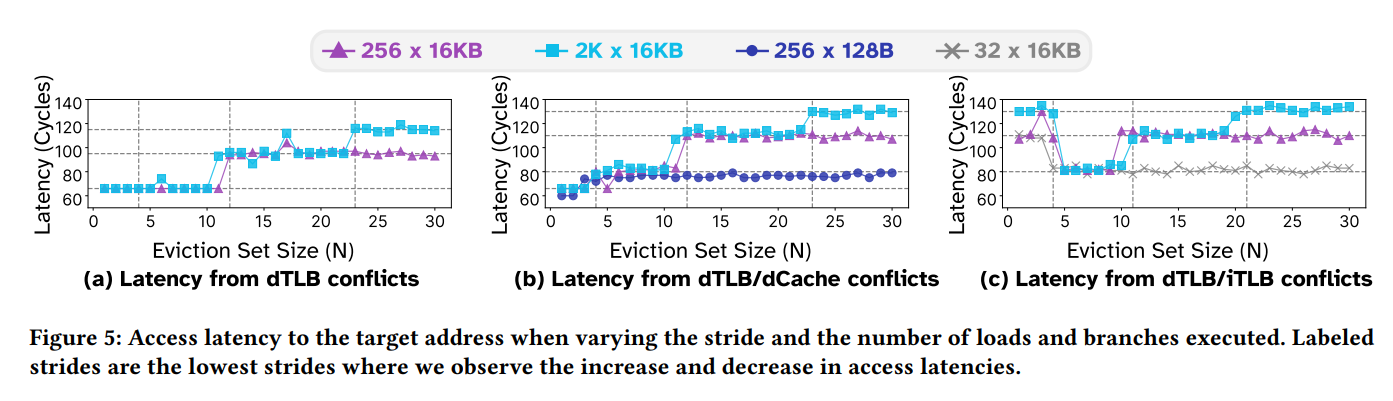 256 x 16KB 2K x 16KB 256 x 128B 32 x 16KB
Latency (Cycles)
140
120
100
80
60
0 5 10 15 20 25 30
Eviction Set Size (N)
(a) Latency from dTLB conflicts
Latency (Cycles)
140
120
100
80
60
0 5 10 15 20 25 30
Eviction Set Size (N)
(b) Latency from dTLB/dCache conflicts
Latency (Cycles)
140
120
100
80
60
0 5 10 15 20 25 30
Eviction Set Size (N)
(c) Latency from dTLB/iTLB conflicts
Figure 5: Access latency to the target address when varying the stride and the number of loads and branches executed. Labeled
strides are the lowest strides where we observe the increase and decrease in access latencies.